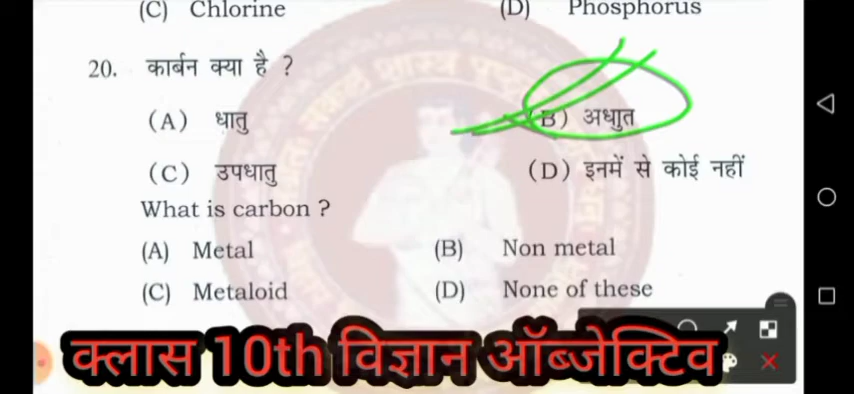 (C) Chlorine (D) Phosphorus
20. कार्बन क्या है ?
(A) धातु (B) अधाुत
(C) उपधातु (D) इनमें से कोई नहीं
What is carbon ?
(A) Metal (B) Non metal
(C) Metaloid (D) None of these
क्लास 10th विज्ञान ऑब्जेक्टिव